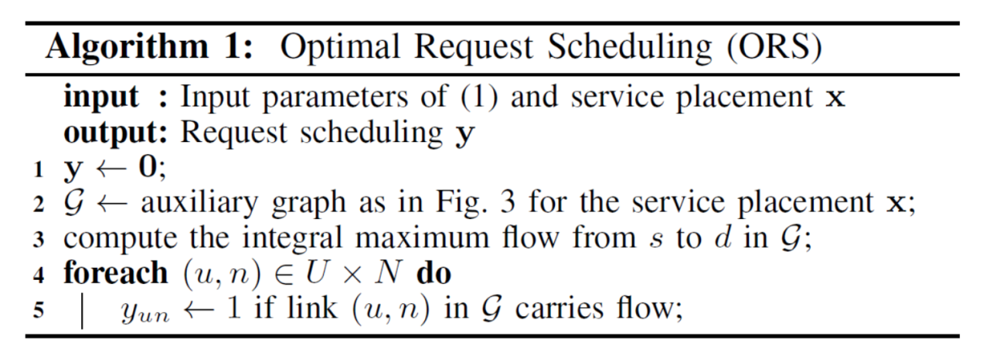 Algorithm 1: Optimal Request Scheduling (ORS)
input : Input parameters of (1) and service placement x
output: Request scheduling y
1 y ← 0;
2 𝒢 ← auxiliary graph as in Fig. 3 for the service placement x;
3 compute the integral maximum flow from s to d in 𝒢;
4 foreach (u, n) ∈ U × N do
5 | y_{un} ← 1 if link (u, n) in 𝒢 carries flow;